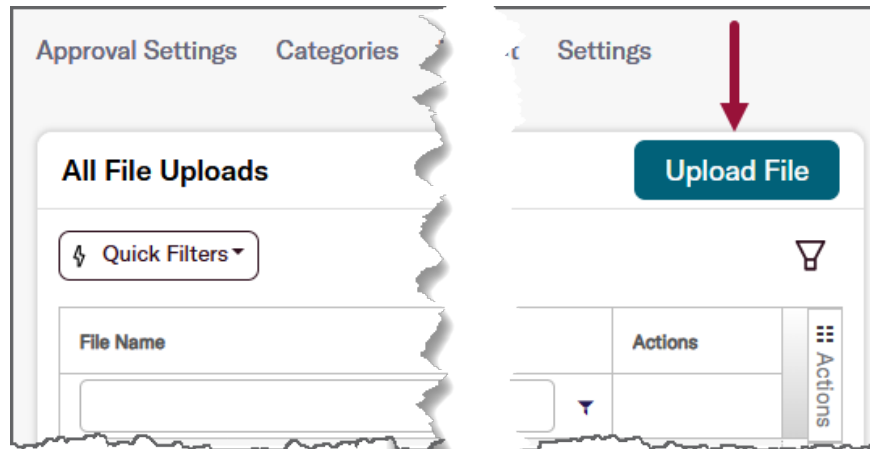 Approval Settings Categories Settings
All File Uploads Upload File
Quick Filters
File Name Actions
Actions